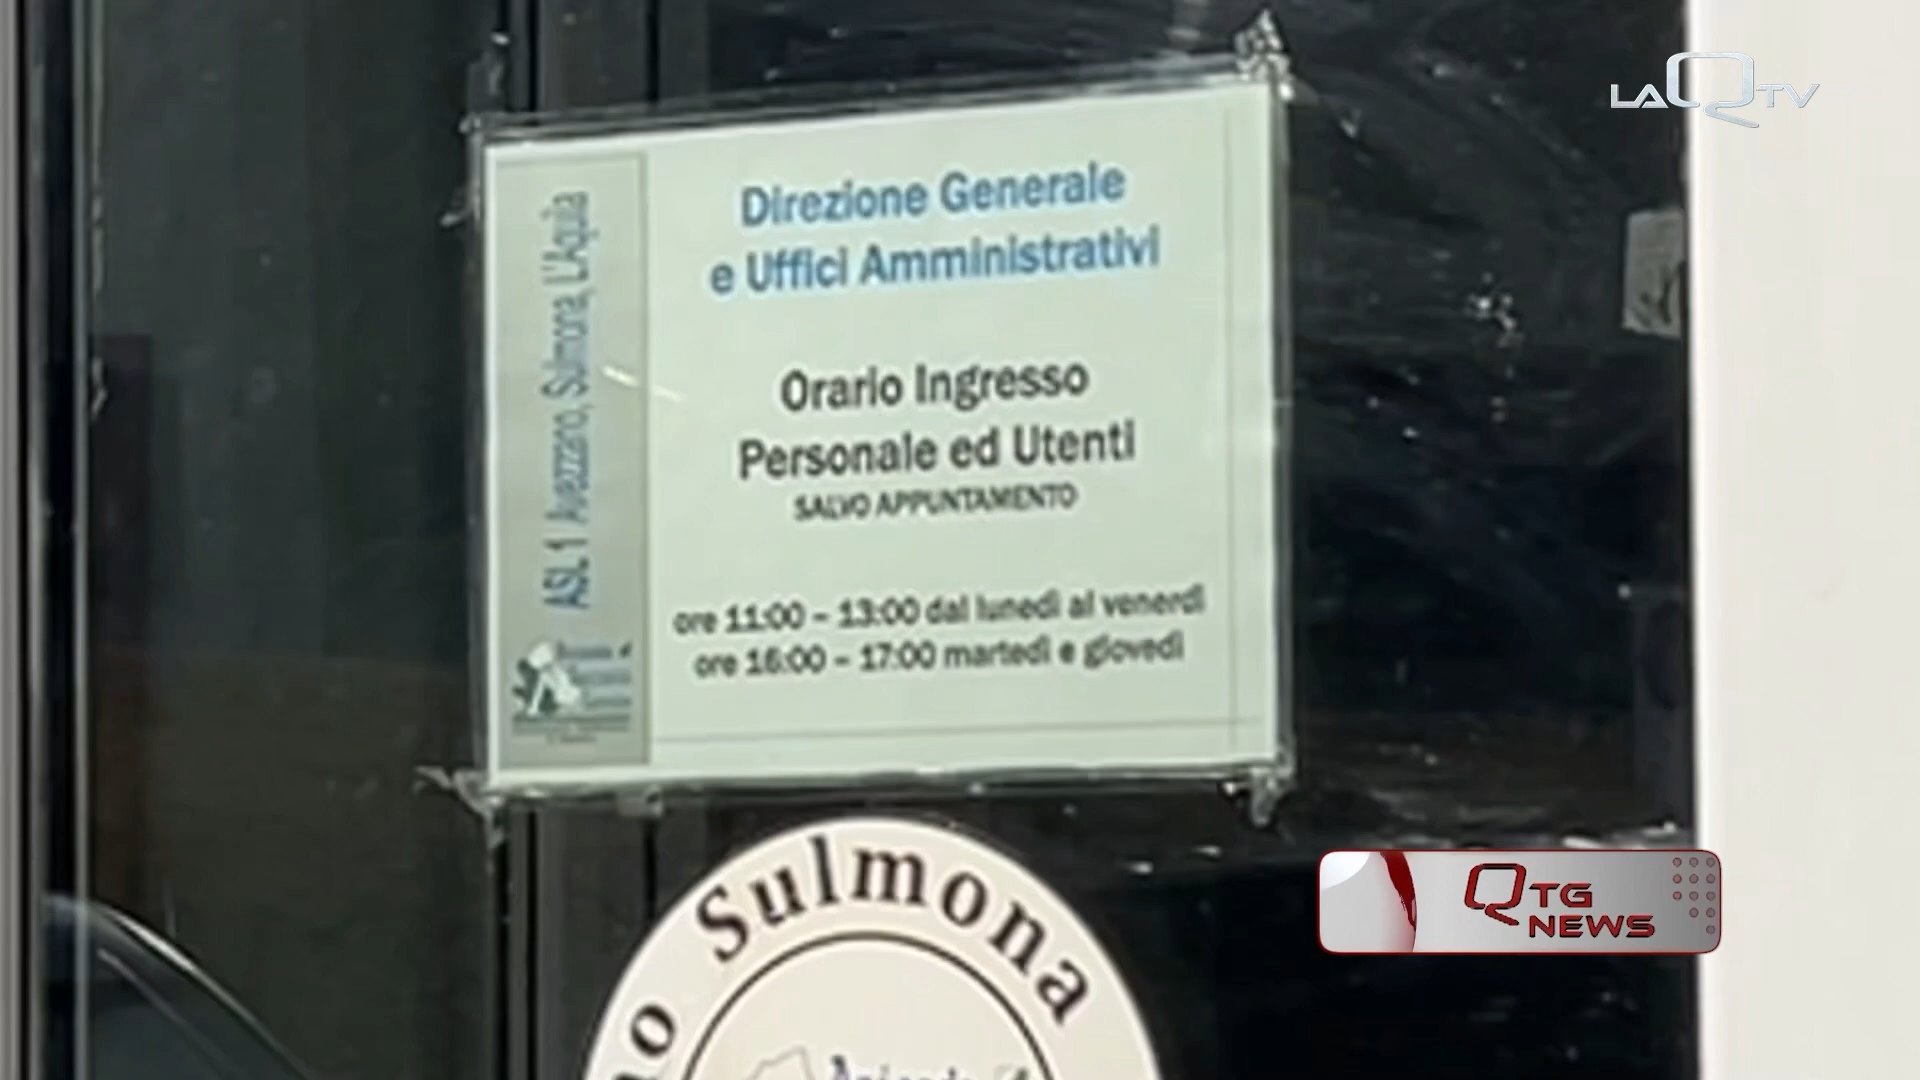 LAQTV
Direzione Generale
e Uffici Amministrativi
Orario Ingresso
Personale ed Utenti
SALVO APPUNTAMENTO
ore 11:00 – 13:00 dal lunedì al venerdì
ore 16:00 – 17:00 martedì e giovedì
ASL 1 Avezzano, Sulmona, L'Aquila
Sulmona
QTG
NEWS